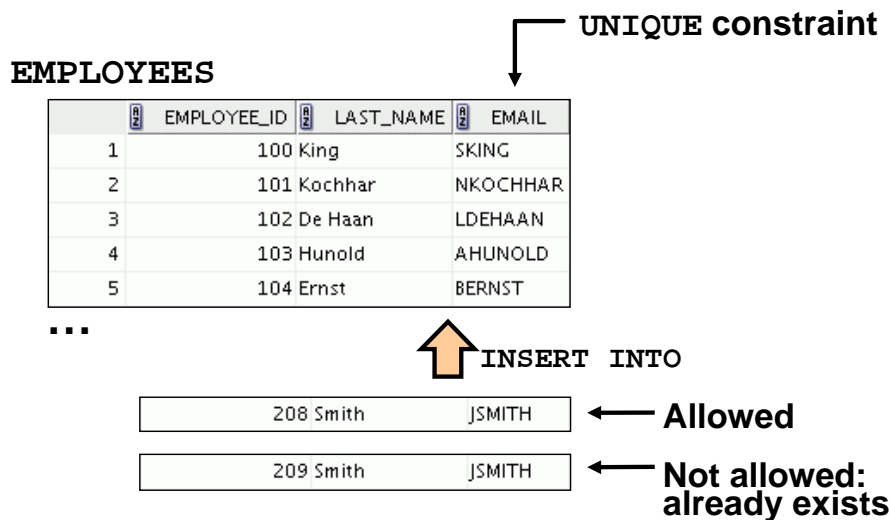 UNIQUE constraint
EMPLOYEES
EMPLOYEE_ID LAST_NAME EMAIL
1 100 King SKING
2 101 Kochhar NKOCHHAR
3 102 De Haan LDEHAAN
4 103 Hunold AHUNOLD
5 104 Ernst BERNST
...
INSERT INTO
208 Smith JSMITH Allowed
209 Smith JSMITH Not allowed:
already exists